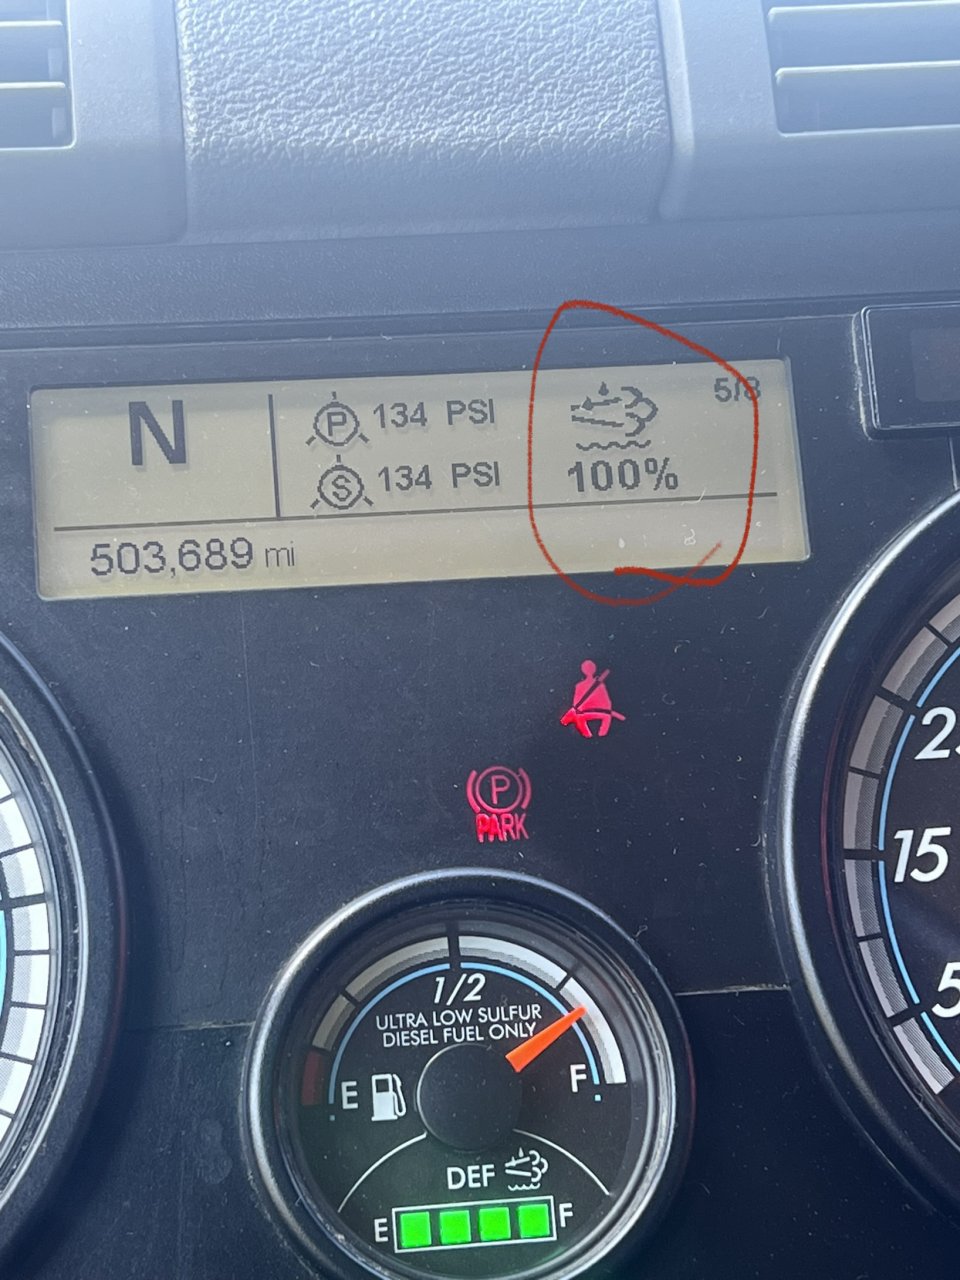 N
P 134 PSI
5/8
S 134 PSI
100%
503,689 mi
P
PARK
1/2
ULTRA LOW SULFUR
DIESEL FUEL ONLY
E
F
DEF
E
F
15
5